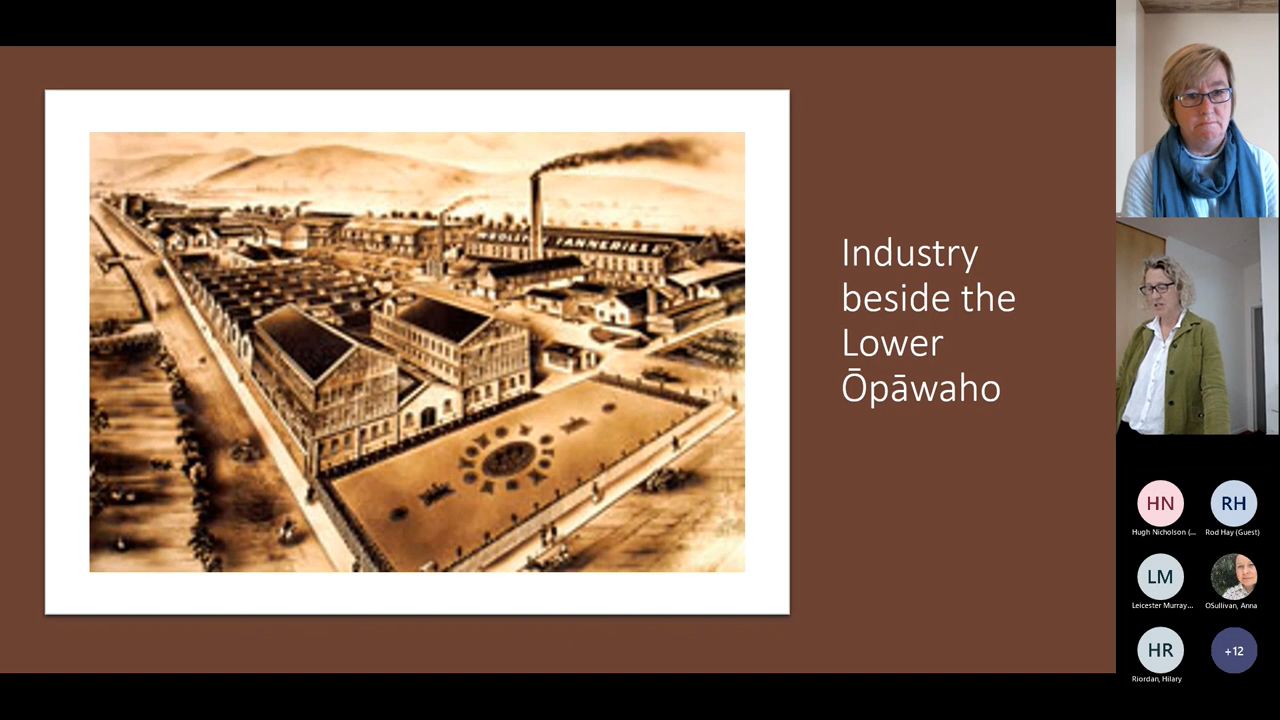 WOOLSTON TANNERIES
Industry
beside the
Lower
Ōpāwaho
HN
RH
Hugh Nicholson (...
Rod Hay (Guest)
LM
Leicester Murray...
OSullivan, Anna
HR
+12
Riordan, Hilary